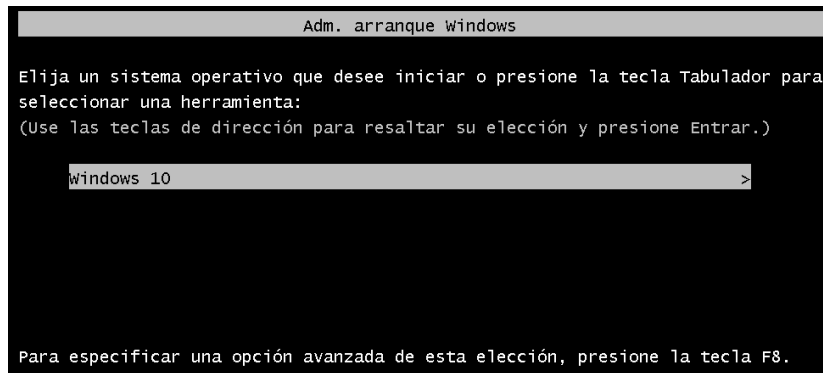 Adm. arranque Windows
Elija un sistema operativo que desee iniciar o presione la tecla Tabulador para
seleccionar una herramienta:
(Use las teclas de dirección para resaltar su elección y presione Entrar.)
Windows 10 >
Para especificar una opción avanzada de esta elección, presione la tecla F8.